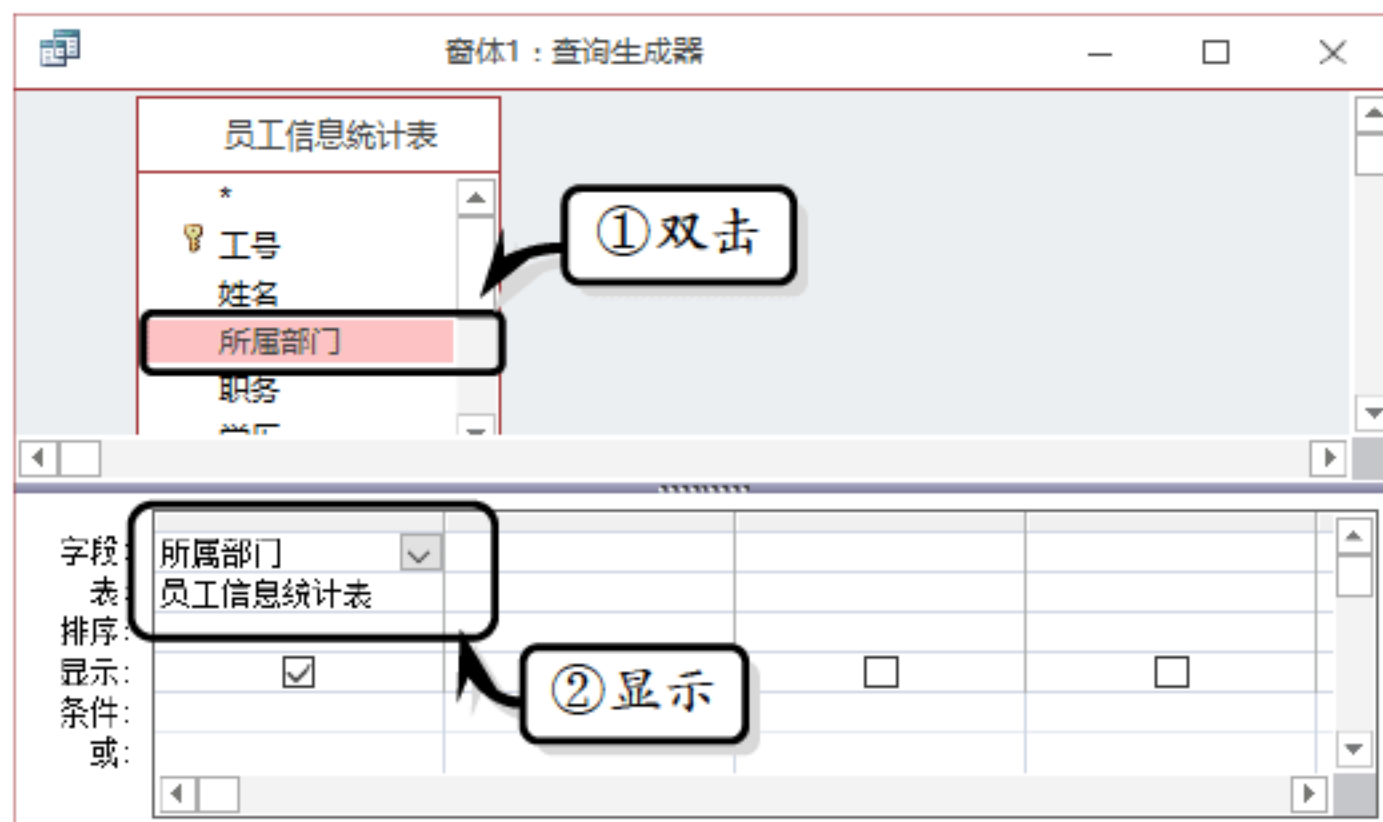 窗体1：查询生成器
员工信息统计表
*
工号
①双击
姓名
所属部门
职务
字段：所属部门
表：员工信息统计表
排序：
显示：
②显示
条件：
或：